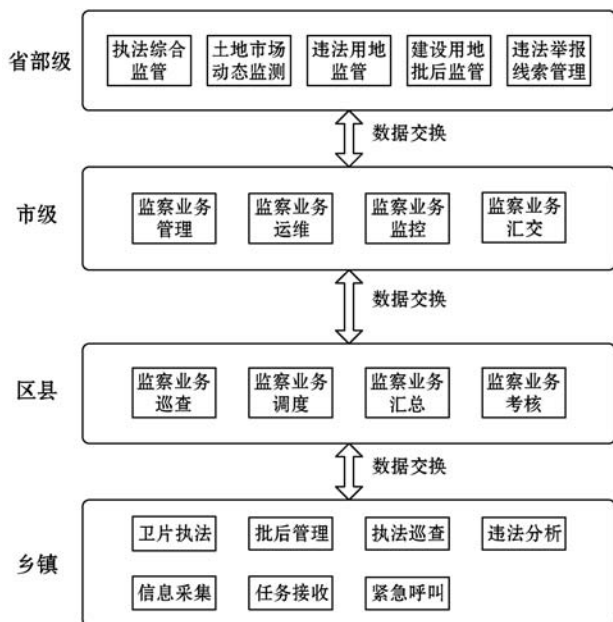 省部级
执法综合
监管
土地市场
动态监测
违法用地
监管
建设用地
批后监管
违法举报
线索管理
数据交换
市级
监察业务
管理
监察业务
运维
监察业务
监控
监察业务
汇交
数据交换
区县
监察业务
巡查
监察业务
调度
监察业务
汇总
监察业务
考核
数据交换
乡镇
卫片执法
批后管理
执法巡查
违法分析
信息采集
任务接收
紧急呼叫